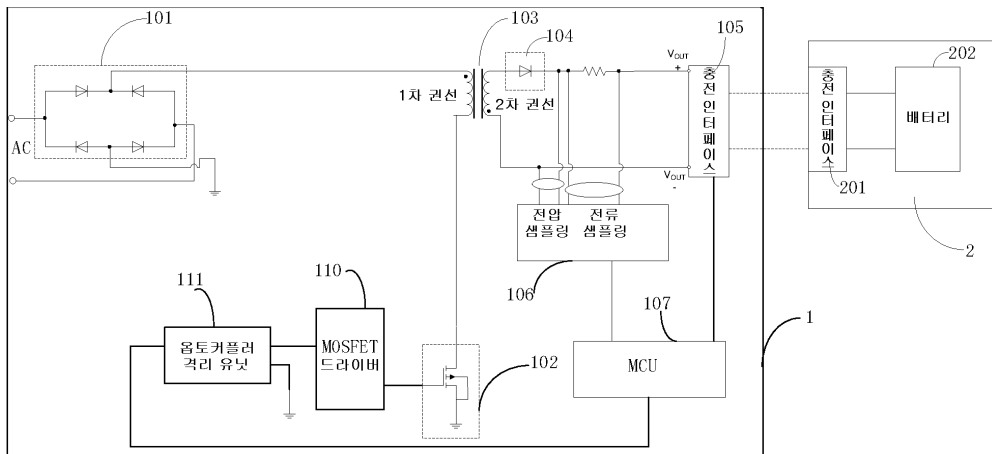 101
AC
103
1차 권선
2차 권선
104
V_OUT
+
105
충전 인터페이스
V_OUT
-
전압
샘플링
전류
샘플링
106
202
충전 인터페이스
배터리
201
2
111
옵토커플러
격리 유닛
110
MOSFET
드라이버
102
107
MCU
1